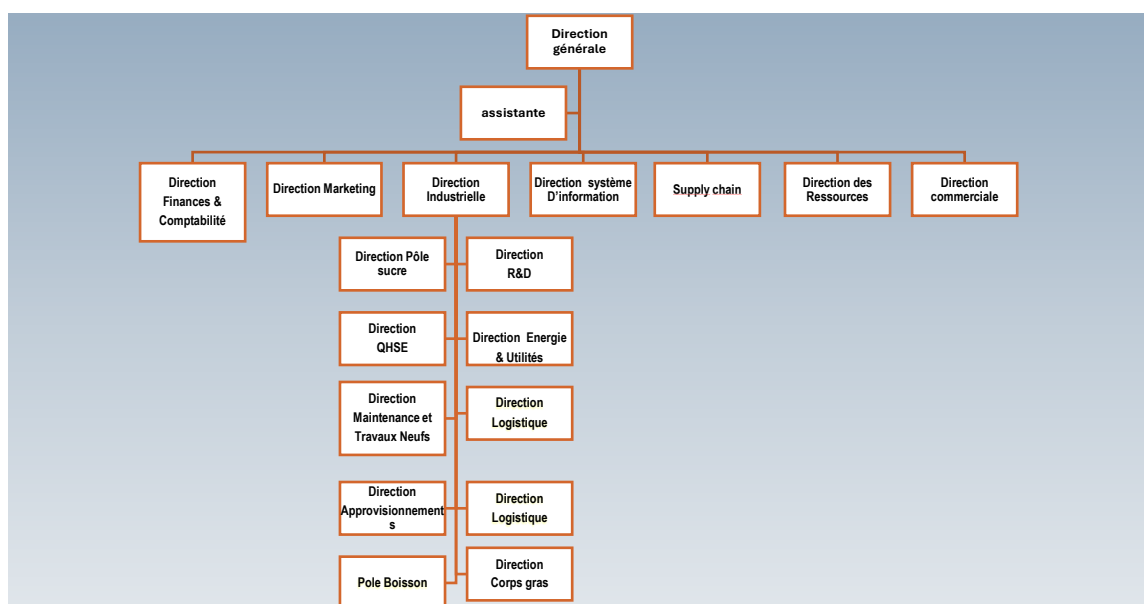 Direction
générale
assistante
Direction
Finances &
Comptabilité
Direction Marketing
Direction
Industrielle
Direction système
D'information
Supply chain
Direction des
Ressources
Direction
commerciale
Direction Pôle
sucre
Direction
R&D
Direction
QHSE
Direction Energie
& Utilités
Direction
Maintenance et
Travaux Neufs
Direction
Logistique
Direction
Approvisionnement
s
Direction
Logistique
Pole Boisson
Direction
Corps gras